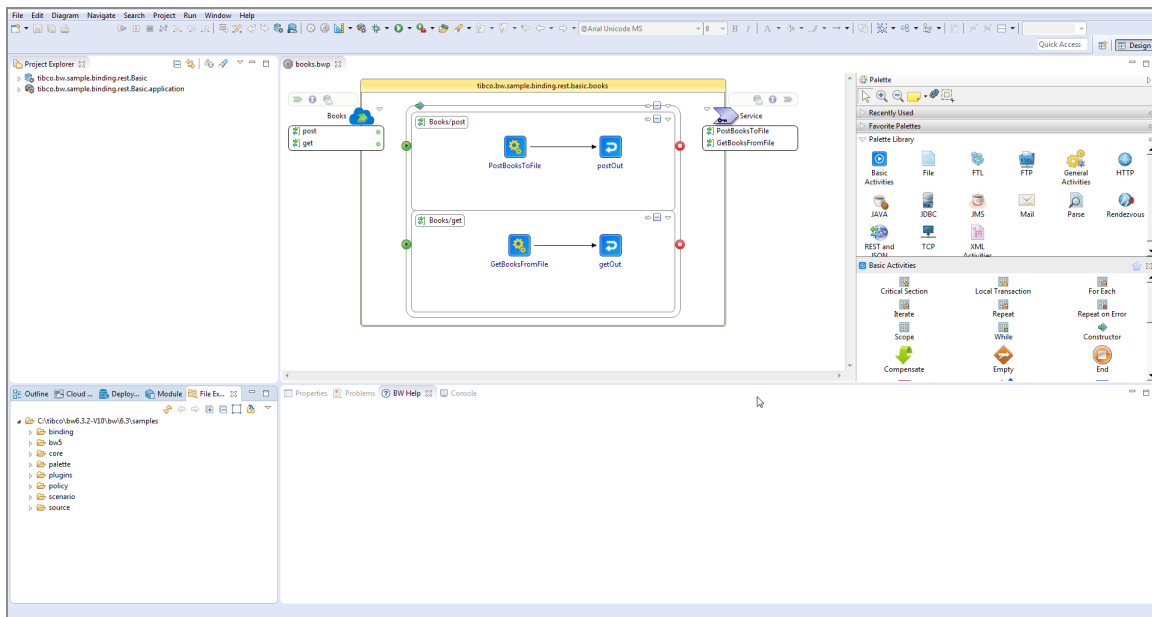 File Edit Diagram Navigate Search Project Run Window Help
@Arial Unicode MS 8 B I A
Quick Access Design
Project Explorer
tibco.bw.sample.binding.rest.Basic
tibco.bw.sample.binding.rest.Basic.application
books.bwp
tibco.bw.sample.binding.rest.basic.books
Books
post
get
Books/post
PostBooksToFile
postOut
Books/get
GetBooksFromFile
getOut
Service
PostBooksToFile
GetBooksFromFile
Palette
Recently Used
Favorite Palettes
Palette Library
Basic Activities
File
FTL
FTP
General Activities
HTTP
JAVA
JDBC
JMS
Mail
Parse
Rendezvous
REST and JSON
TCP
XML Activities
Basic Activities
Critical Section
Local Transaction
For Each
Iterate
Repeat
Repeat on Error
Scope
While
Constructor
Compensate
Empty
End
Outline Cloud ... Deploy... Module File Ex...
C:\tibco\bw6.3.2-V10\bw\6.3\samples
binding
bw5
core
palette
plugins
policy
scenario
source
Properties Problems BW Help Console